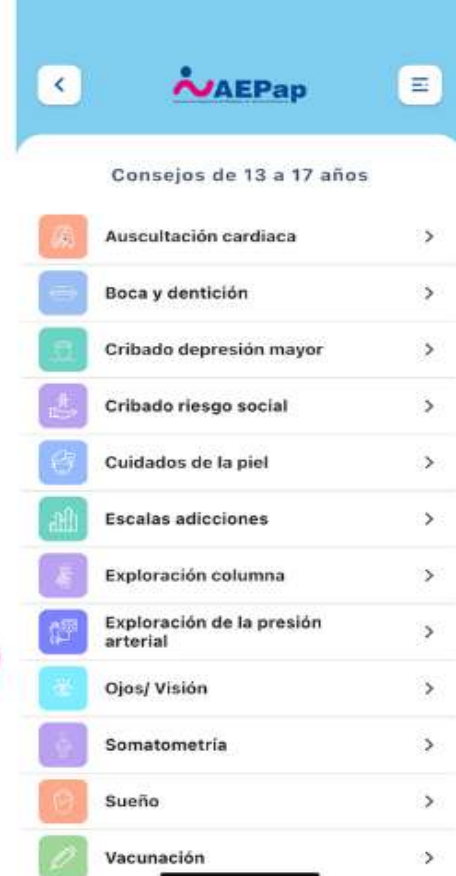 AEPap
Consejos de 13 a 17 años
Auscultación cardiaca
Boca y dentición
Cribado depresión mayor
Cribado riesgo social
Cuidados de la piel
Escalas adicciones
Exploración columna
Exploración de la presión
arterial
Ojos/ Visión
Somatometría
Sueño
Vacunación